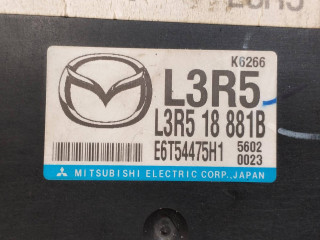 K6266
L3R5
L3R5 18 881B
E6T54475H1 5602
0023
MITSUBISHI ELECTRIC CORP., JAPAN